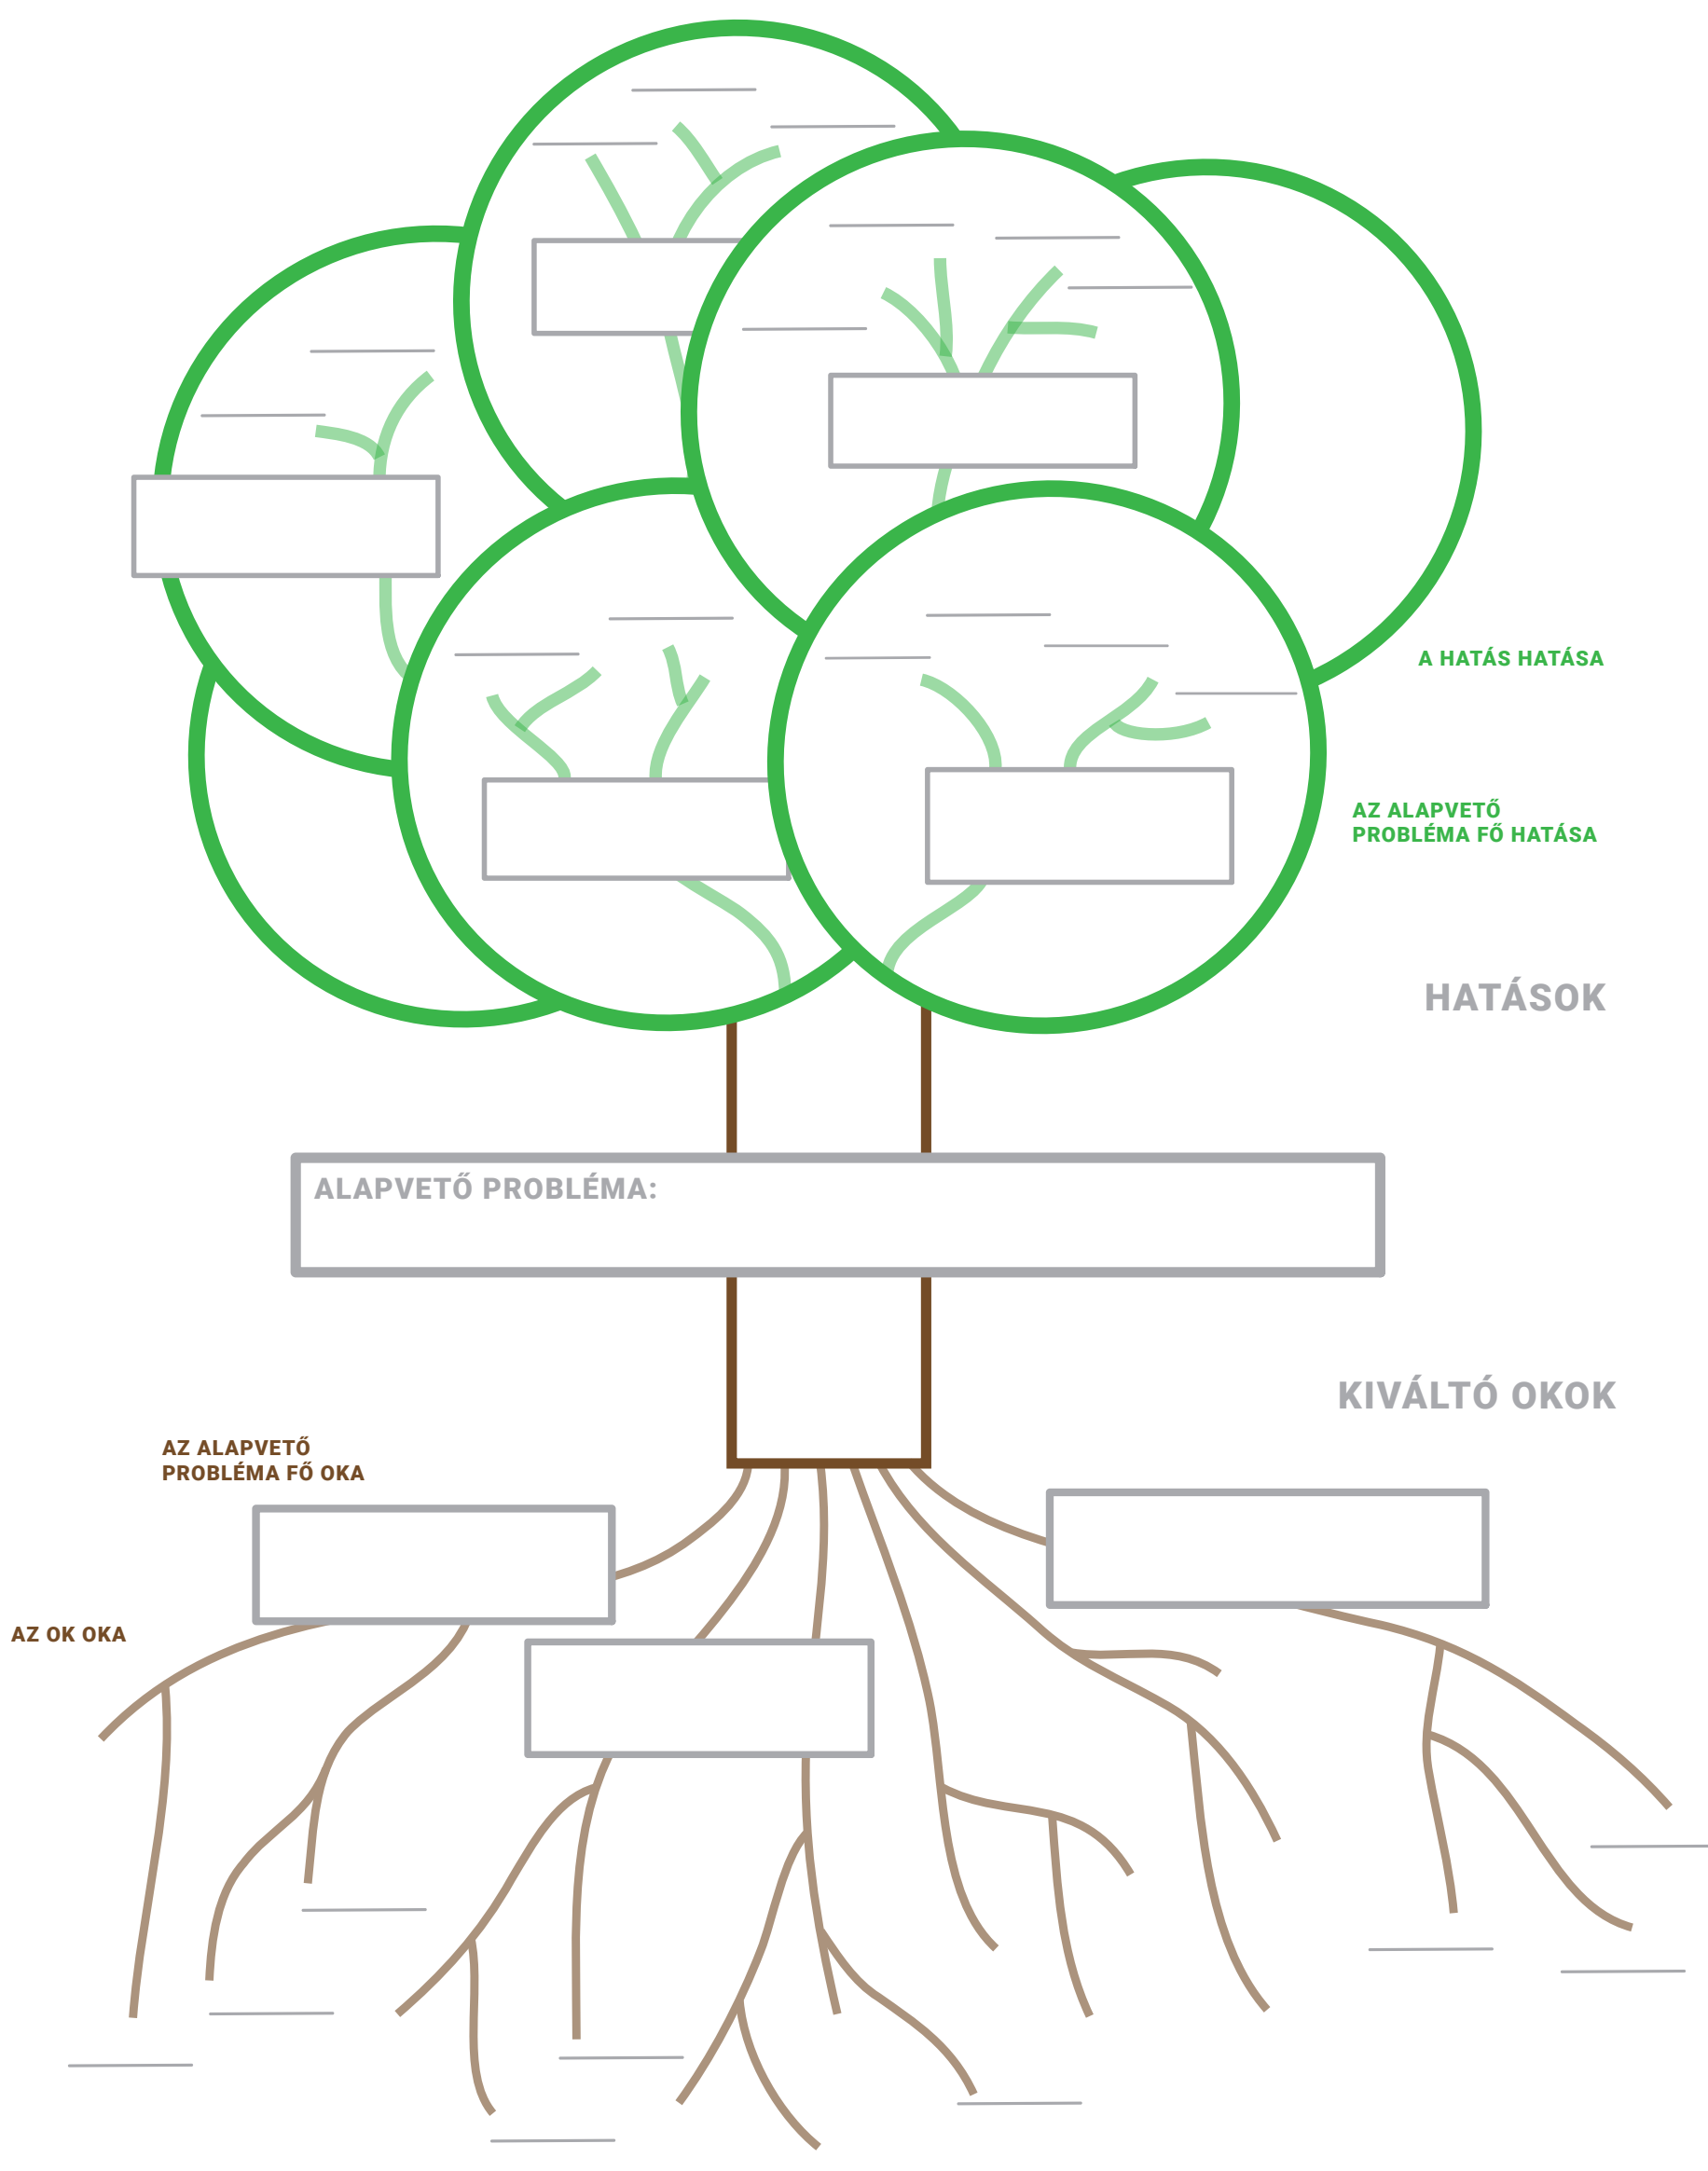 A HATÁS HATÁSA
AZ ALAPVETŐ
PROBLÉMA FŐ HATÁSA
HATÁSOK
ALAPVETŐ PROBLÉMA:
KIVÁLTÓ OKOK
AZ ALAPVETŐ
PROBLÉMA FŐ OKA
AZ OK OKA